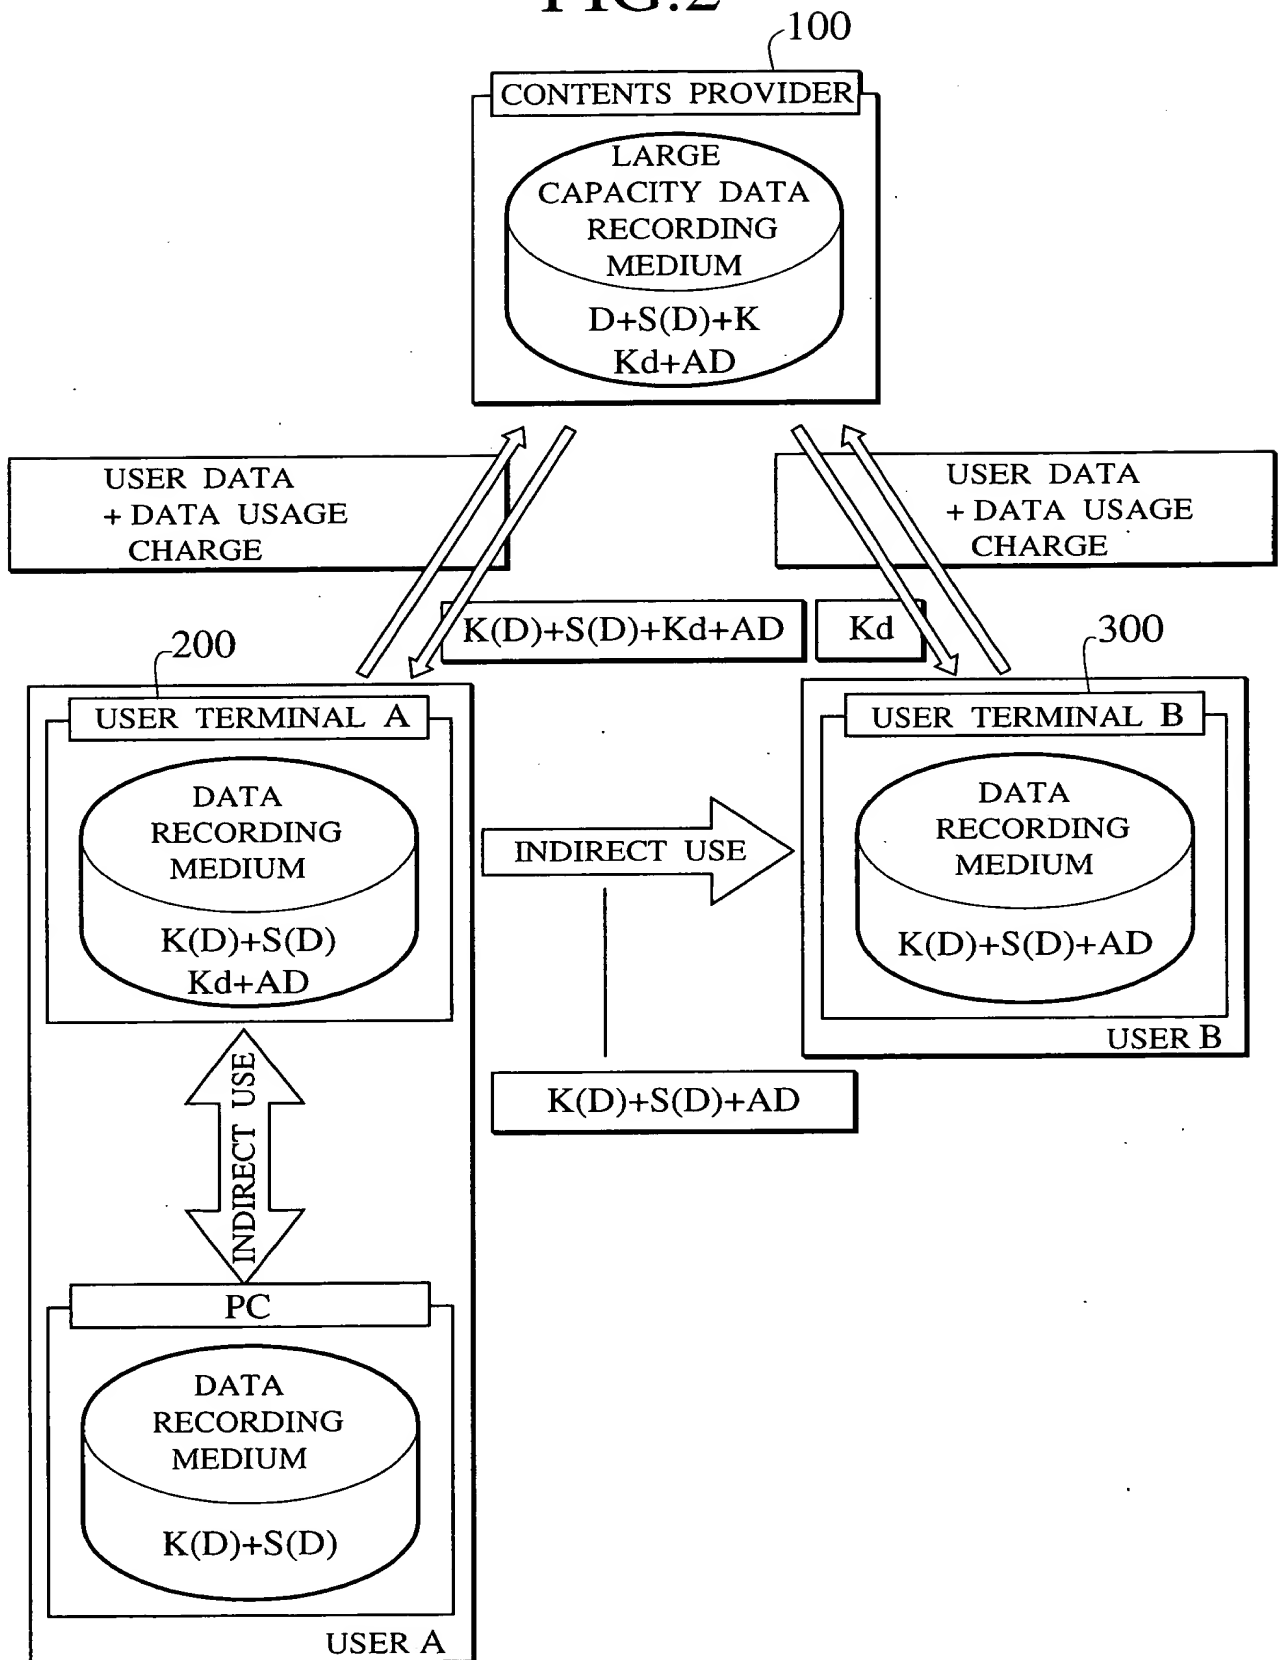 FIG.2
100
CONTENTS PROVIDER
LARGE
CAPACITY DATA
RECORDING
MEDIUM
D+S(D)+K
Kd+AD
USER DATA
+ DATA USAGE
CHARGE
USER DATA
+ DATA USAGE
CHARGE
K(D)+S(D)+Kd+AD
Kd
200
300
USER TERMINAL A
DATA
RECORDING
MEDIUM
K(D)+S(D)
Kd+AD
INDIRECT USE
USER TERMINAL B
DATA
RECORDING
MEDIUM
K(D)+S(D)+AD
USER B
K(D)+S(D)+AD
INDIRECT USE
PC
DATA
RECORDING
MEDIUM
K(D)+S(D)
USER A